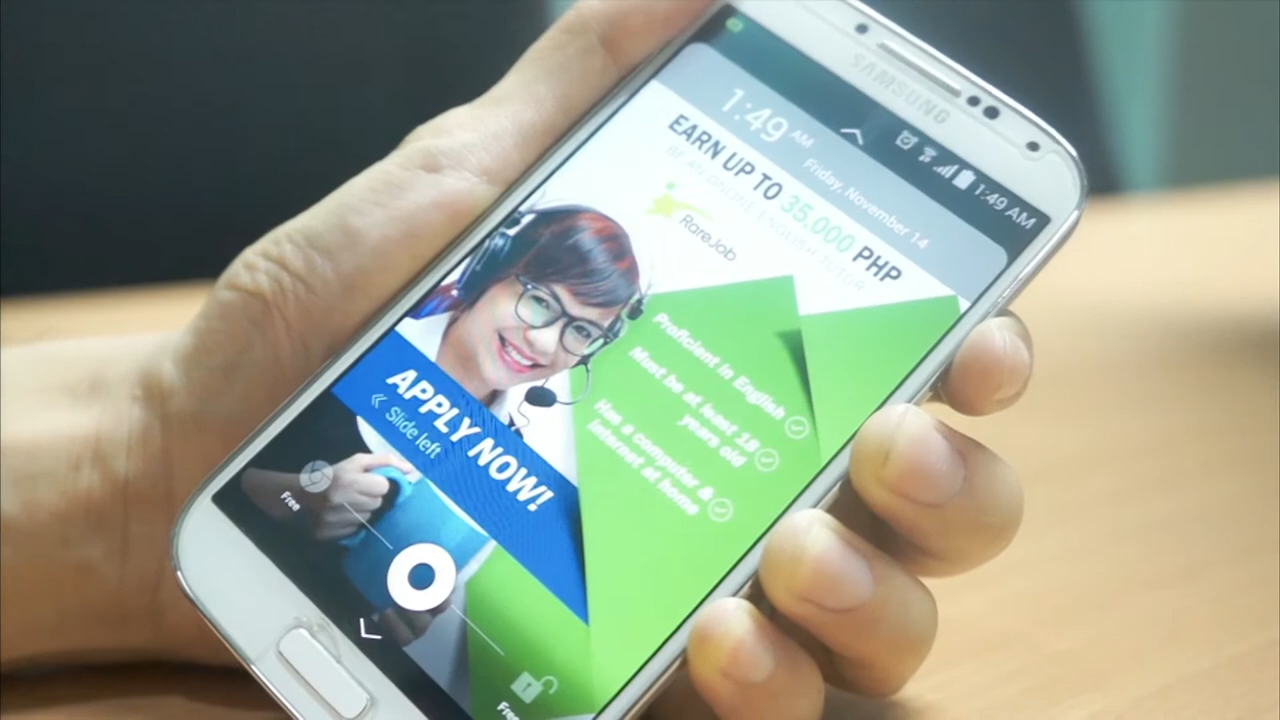 SAMSUNG
1:49 AM
1:49 AM
Friday, November 14
EARN UP TO 35.000 PHP
BE AN ONLINE ENGLISH TUTOR
RareJob
Proficient in English
Must be at least 18
years old
Has a computer &
internet at home
APPLY NOW!
« Slide left
Free
Free